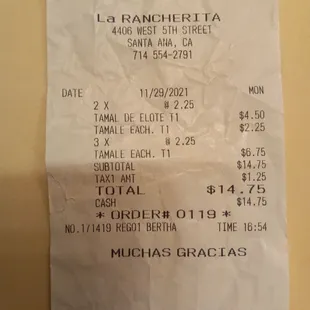 La RANCHERITA
4406 WEST 5TH STREET
SANTA ANA, CA
714 554-2791
DATE 11/29/2021 MON
2 X @ 2.25
TAMAL DE ELOTE T1 $4.50
TAMALE EACH. T1 $2.25
3 X @ 2.25
TAMALE EACH. T1 $6.75
SUBTOTAL $14.75
TAX1 AMT $1.25
TOTAL $14.75
CASH $14.75
* ORDER# 0119 *
NO.1/1419 REG01 BERTHA TIME 16:54
MUCHAS GRACIAS